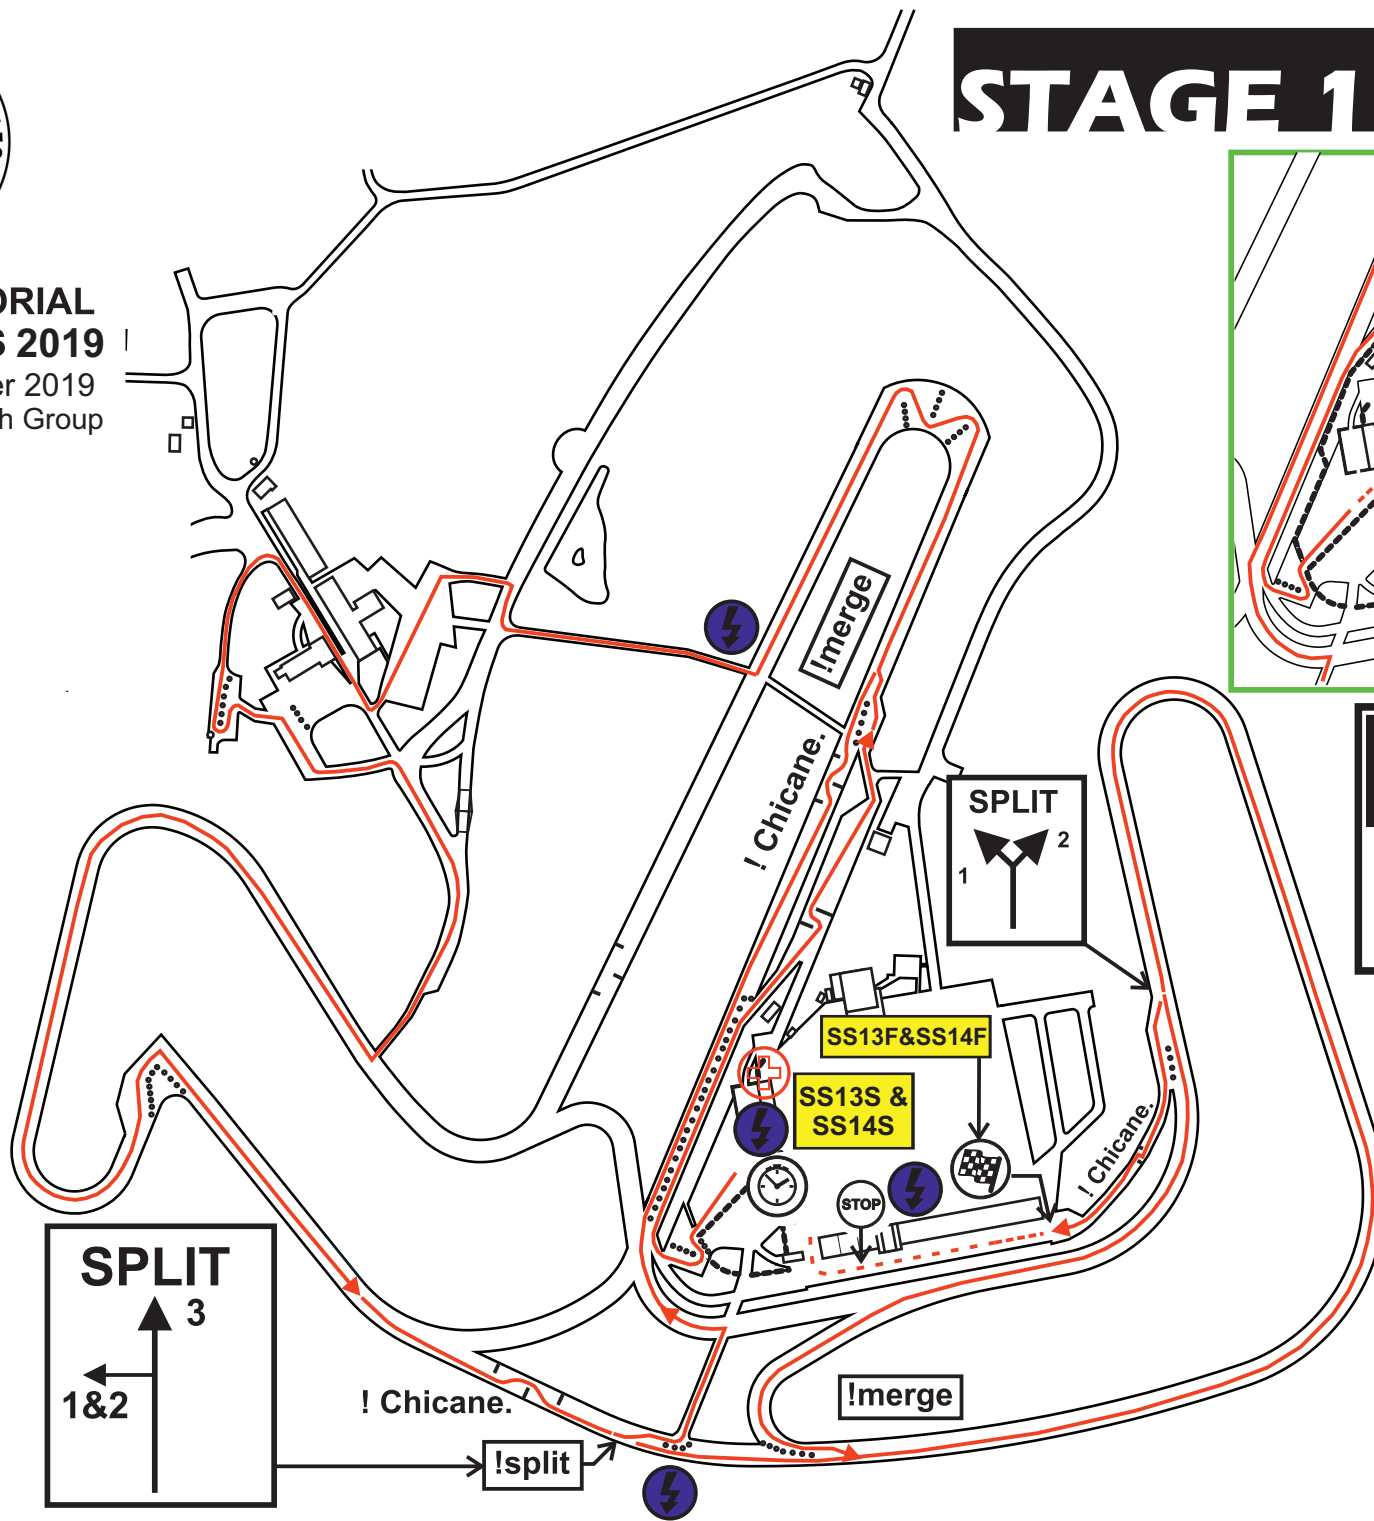 STAGE 1
ORIAL
S 2019
er 2019
h Group
!merge
! Chicane.
SPLIT
1
2
SS13F&SS14F
SS13S &
SS14S
! Chicane.
STOP
SPLIT
3
1&2
! Chicane.
!merge
!split